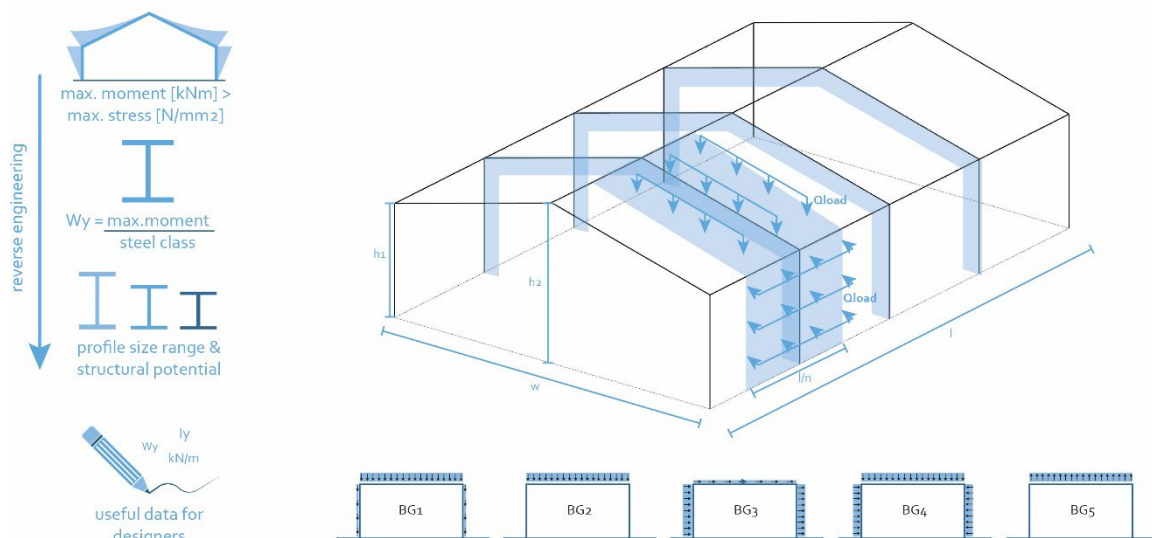 reverse engineering
max. moment [kNm] >
max. stress [N/mm2]
Wy = max.moment
steel class
profile size range &
structural potential
Wy
Iy
kN/m
useful data for
designers
h1
h2
w
l/n
l
Qload
Qload
BG1
BG2
BG3
BG4
BG5